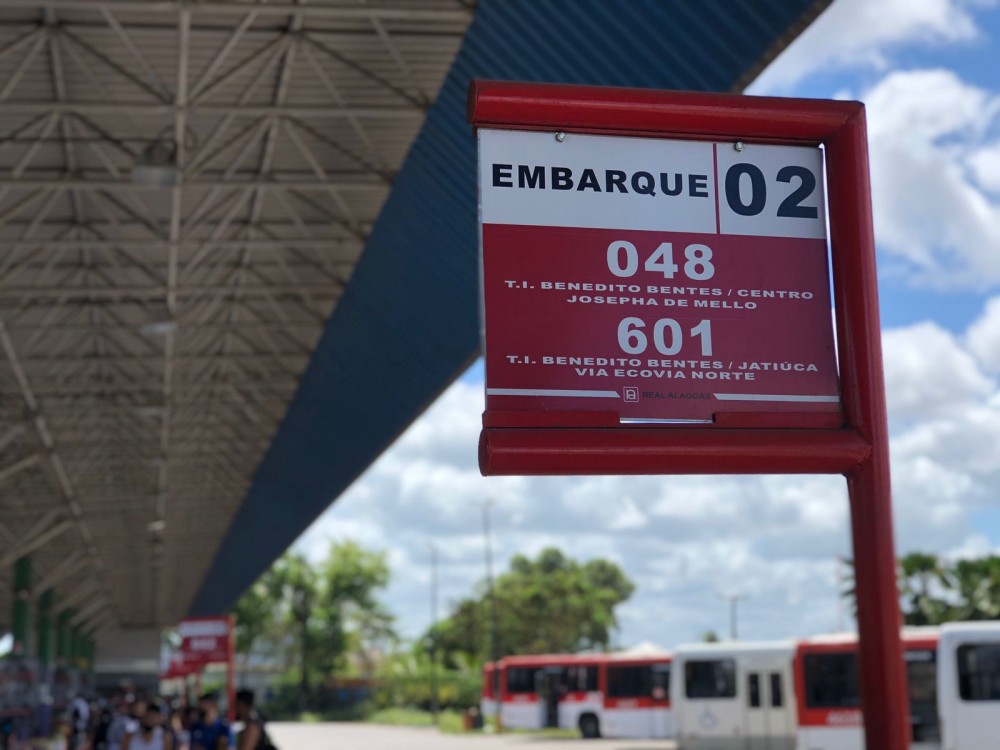 EMBARQUE 02
048
T.I. BENEDITO BENTES / CENTRO
JOSEPHA DE MELLO
601
T.I. BENEDITO BENTES / JATIÚCA
VIA ECOVIA NORTE
REAL ALAGOAS